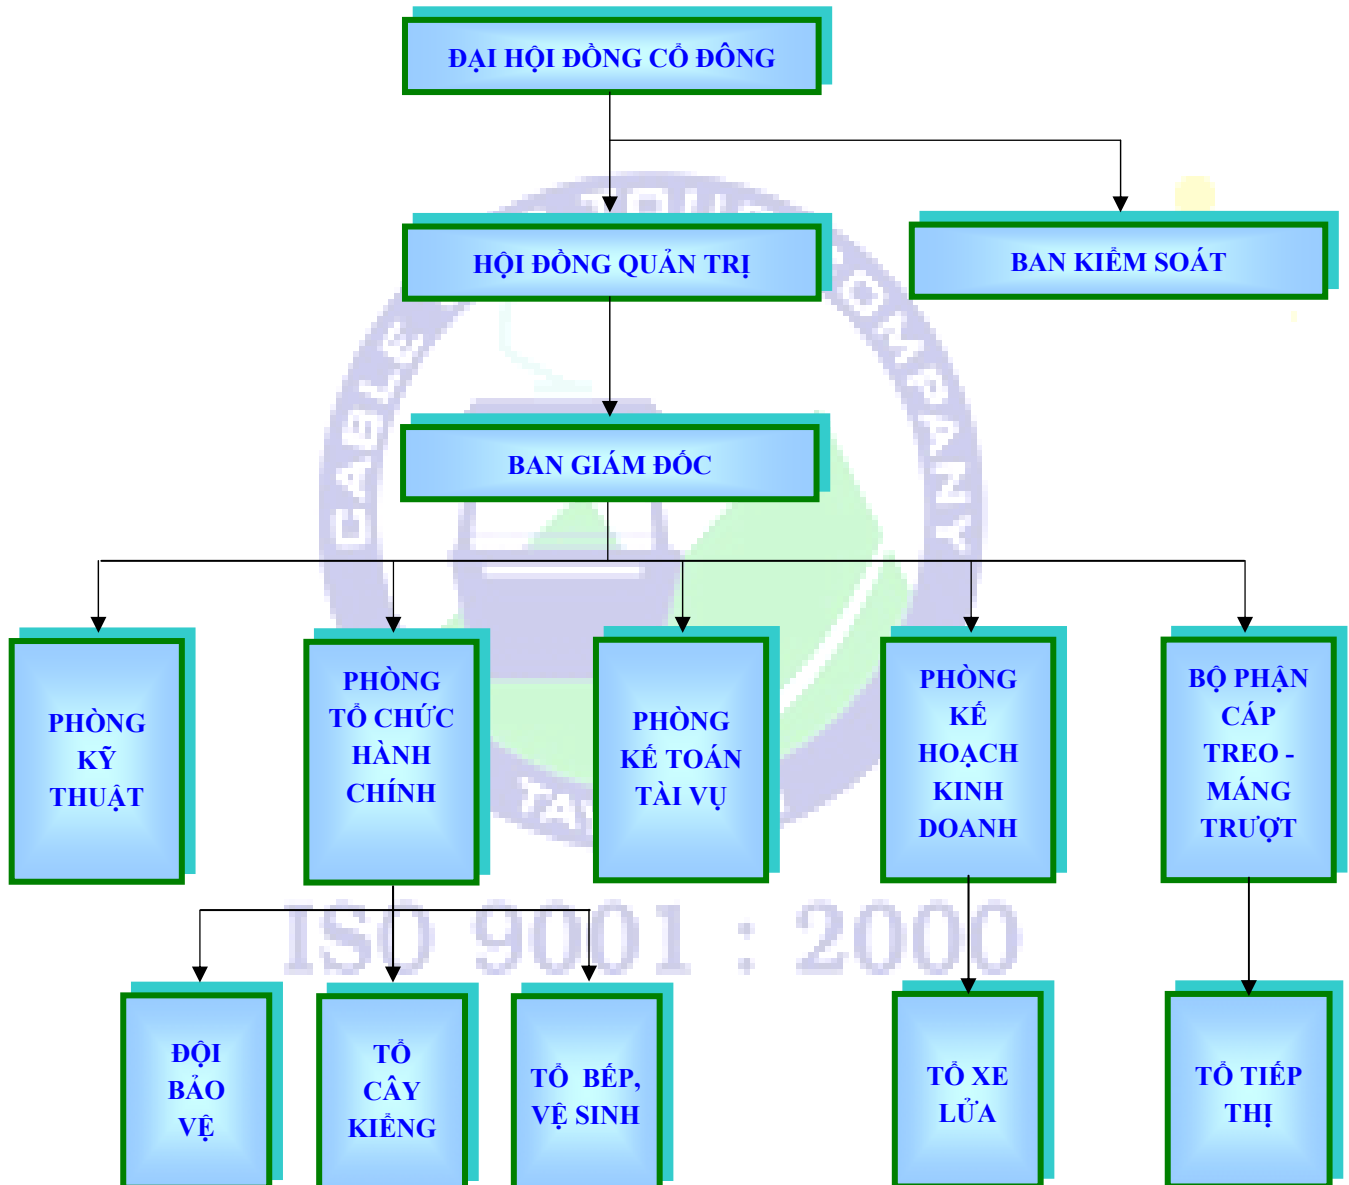 ĐẠI HỘI ĐỒNG CỔ ĐÔNG
HỘI ĐỒNG QUẢN TRỊ
BAN KIỂM SOÁT
BAN GIÁM ĐỐC
PHÒNG
KỸ
THUẬT
PHÒNG
TỔ CHỨC
HÀNH
CHÍNH
PHÒNG
KẾ TOÁN
TÀI VỤ
PHÒNG
KẾ
HOẠCH
KINH
DOANH
BỘ PHẬN
CÁP
TREO -
MÁNG
TRƯỢT
ĐỘI
BẢO
VỆ
TỔ
CÂY
KIỂNG
TỔ BẾP,
VỆ SINH
TỔ XE
LỬA
TỔ TIẾP
THỊ
CABLE
COMPANY
ISO 9001 : 2000